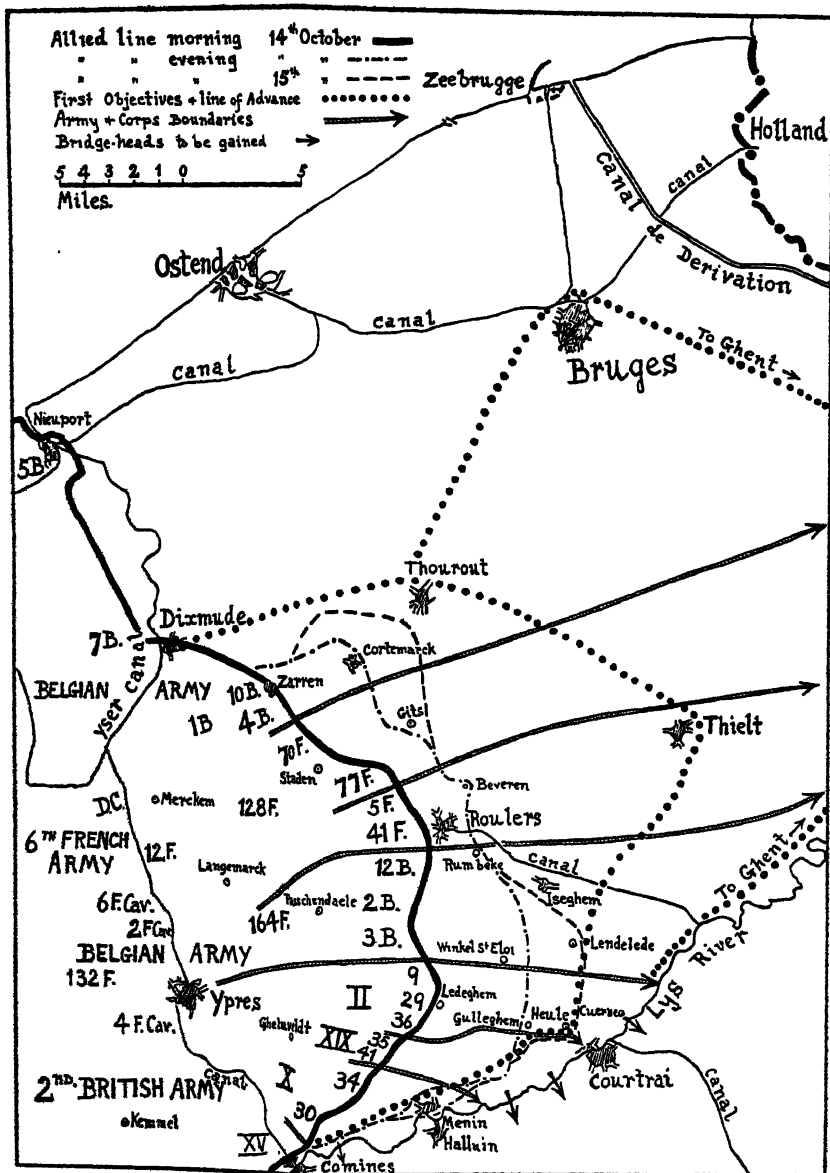 Allied line morning 14th October
" " evening " "
" " " 15th "
First Objectives & line of Advance
Army & Corps Boundaries
Bridge-heads to be gained
5 4 3 2 1 0 5
Miles.
Zeebrugge
Holland
Canal de Derivation
canal
Ostend
canal
canal
Bruges
To Ghent
Nieuport
5B
Thourout
Dixmude
7B.
Cortemarck
BELGIAN ARMY
Yser canal
10B.
Zarren
1B
4B.
Gits
Thielt
70F.
Staden
77F.
Beveren
D.C.
Merckem
128F.
5F.
Roulers
41F.
6TH FRENCH
ARMY
12F.
12B.
Rumbeke
canal
Langemarck
Iseghem
To Ghent
6F.Cav.
Passchendaele
2B.
164F.
2F Cav
3B.
Lendelede
BELGIAN ARMY
Winkel St Eloi
132F.
Ypres
9
II
29
Ledeghem
Lys River
4F.Cav.
Gheluveldt
36
Gulleghem
Heule
Cuerne
XIX
35
41
Courtrai
2ND. BRITISH ARMY
canal
X
34
Kemmel
30
canal
Menin
Halluin
XV
Comines